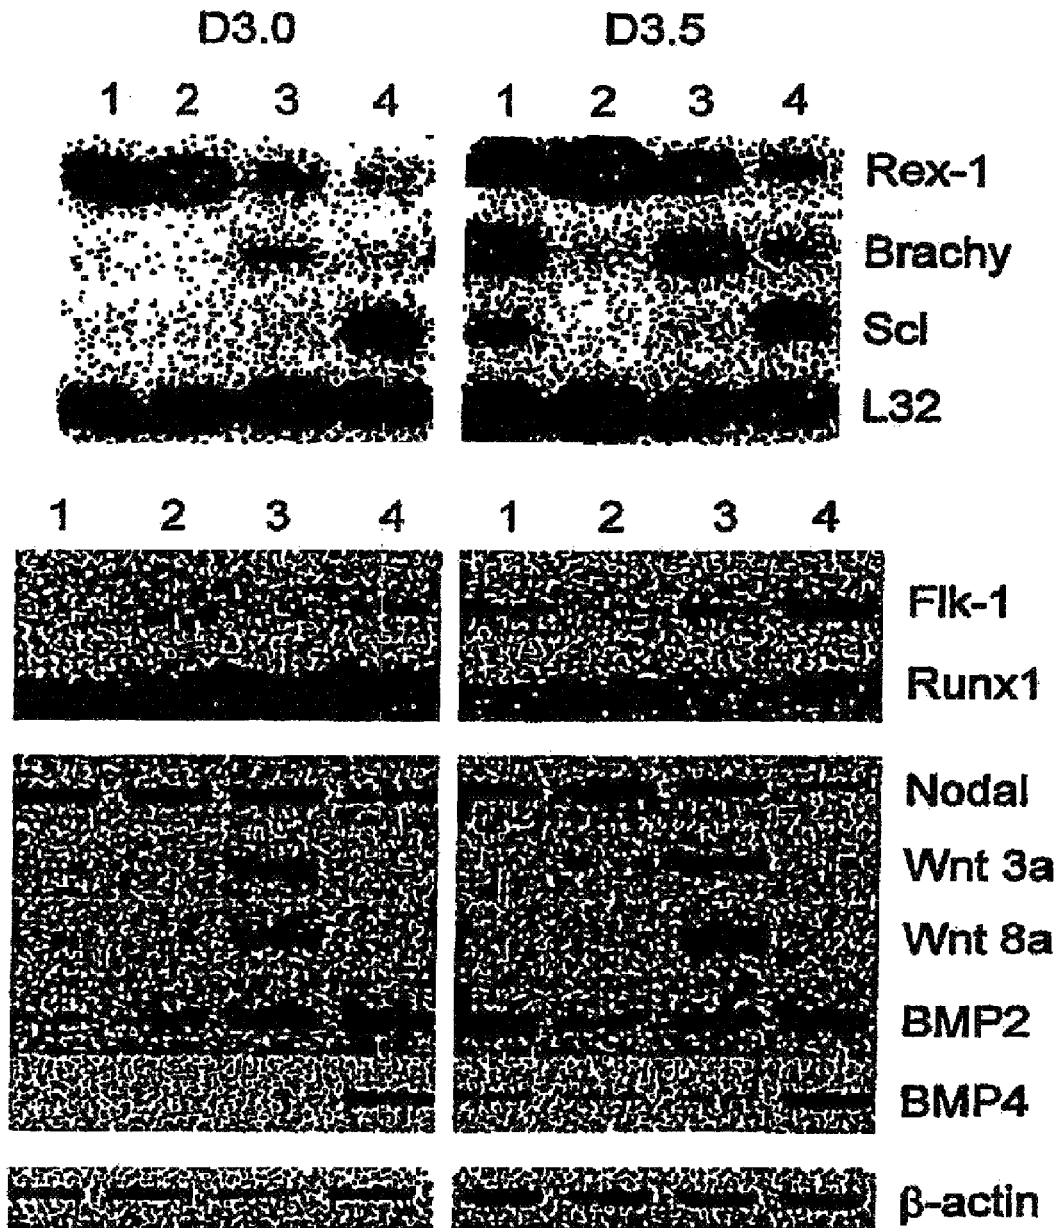 D3.0 D3.5
1 2 3 4 1 2 3 4
Rex-1
Brachy
Scl
L32
1 2 3 4 1 2 3 4
Flk-1
Runx1
Nodal
Wnt 3a
Wnt 8a
BMP2
BMP4
β-actin